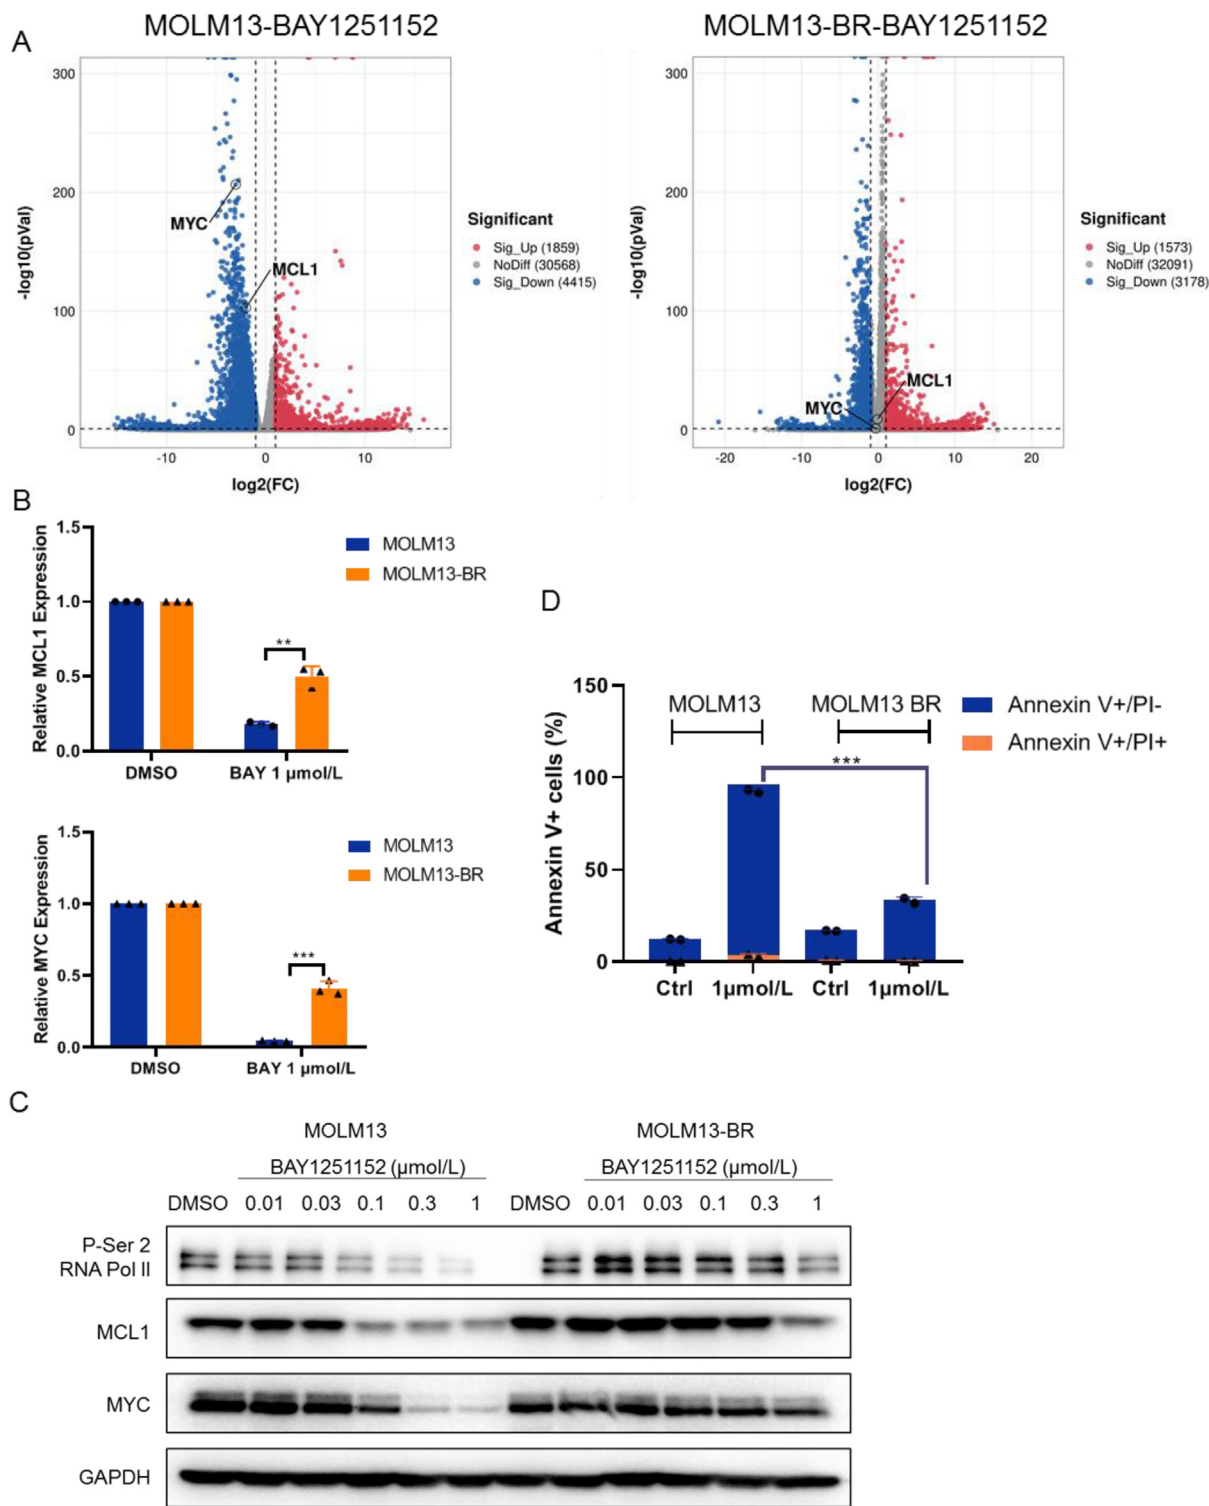 A
MOLM13-BAY1251152
300
200
100
0
-10
0
10
-log10(pVal)
log2(FC)
MYC
MCL1
Significant
Sig_Up (1859)
NoDiff (30568)
Sig_Down (4415)
MOLM13-BR-BAY1251152
300
200
100
0
-20
-10
0
10
20
-log10(pVal)
log2(FC)
MYC
MCL1
Significant
Sig_Up (1573)
NoDiff (32091)
Sig_Down (3178)
B
Relative MCL1 Expression
1.5
1.0
0.5
0.0
DMSO
BAY 1 μmol/L
**
MOLM13
MOLM13-BR
Relative MYC Expression
1.5
1.0
0.5
0.0
DMSO
BAY 1 μmol/L
***
MOLM13
MOLM13-BR
D
Annexin V+ cells (%)
150
100
50
0
MOLM13
MOLM13 BR
***
Ctrl
1μmol/L
Ctrl
1μmol/L
Annexin V+/PI-
Annexin V+/PI+
C
MOLM13
MOLM13-BR
BAY1251152 (μmol/L)
BAY1251152 (μmol/L)
DMSO 0.01 0.03 0.1 0.3 1 DMSO 0.01 0.03 0.1 0.3 1
P-Ser 2
RNA Pol II
MCL1
MYC
GAPDH